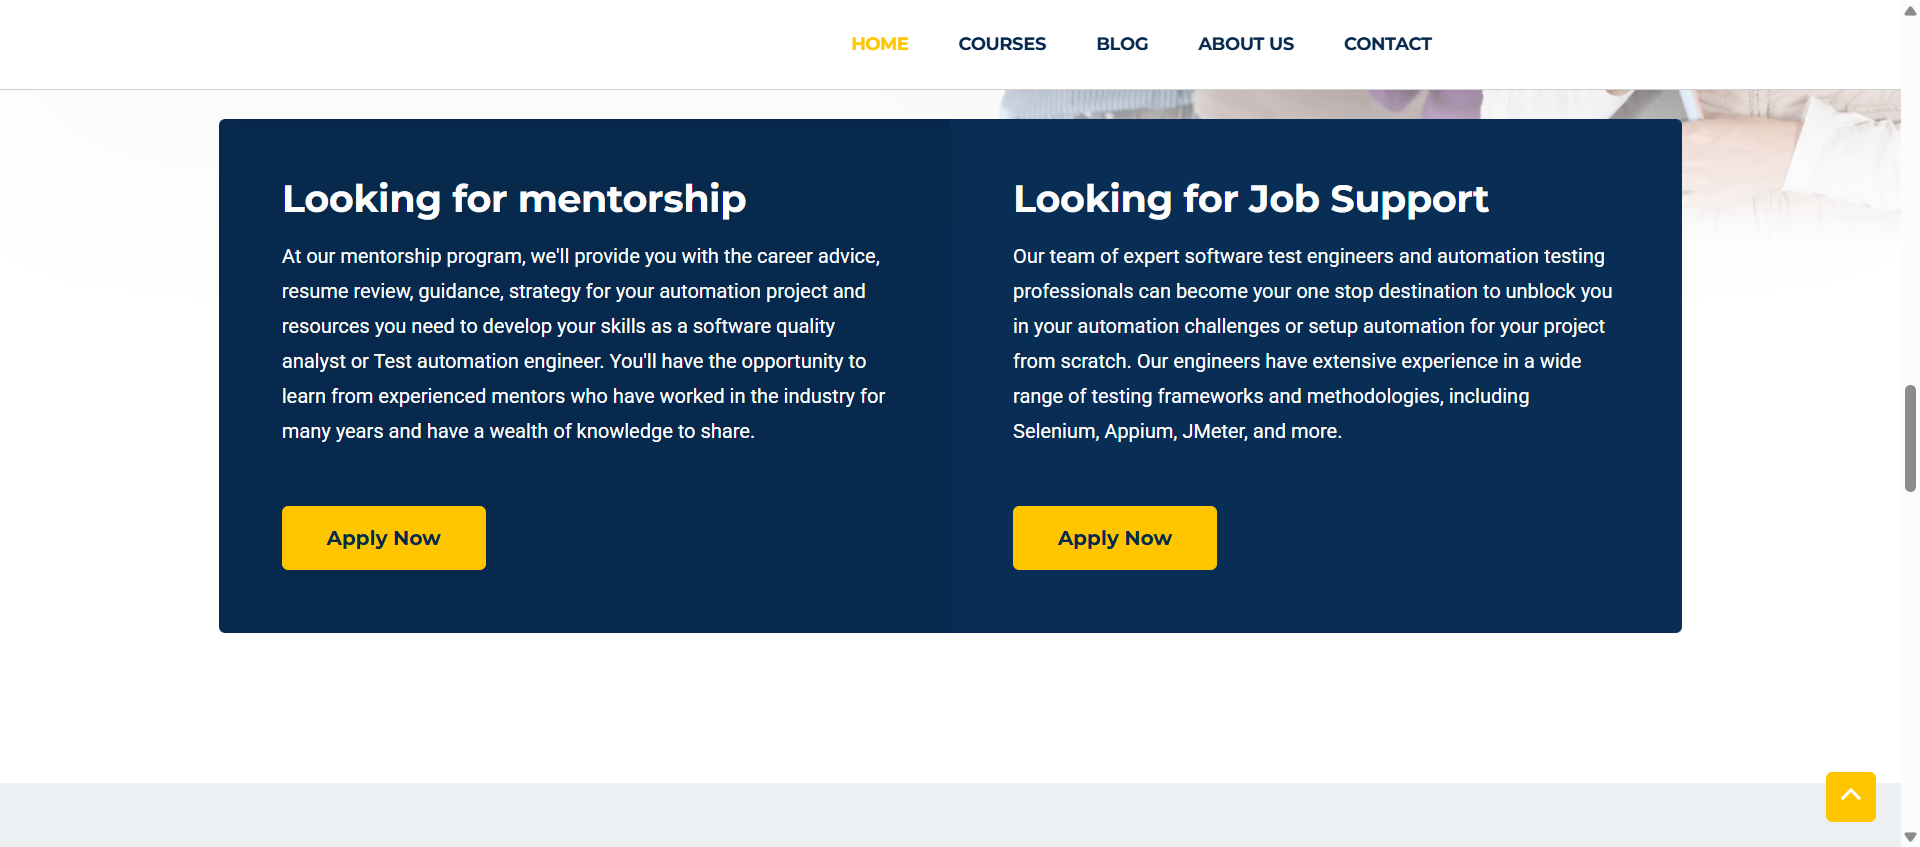 HOME COURSES BLOG ABOUT US CONTACT
Looking for mentorship
At our mentorship program, we'll provide you with the career advice,
resume review, guidance, strategy for your automation project and
resources you need to develop your skills as a software quality
analyst or Test automation engineer. You'll have the opportunity to
learn from experienced mentors who have worked in the industry for
many years and have a wealth of knowledge to share.
Apply Now
Looking for Job Support
Our team of expert software test engineers and automation testing
professionals can become your one stop destination to unblock you
in your automation challenges or setup automation for your project
from scratch. Our engineers have extensive experience in a wide
range of testing frameworks and methodologies, including
Selenium, Appium, JMeter, and more.
Apply Now